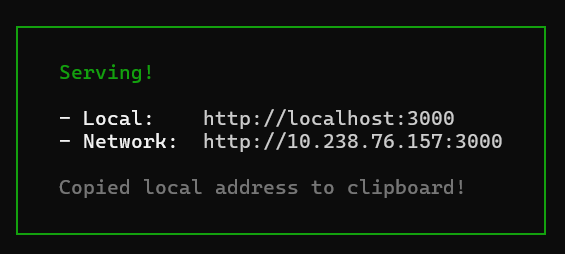 Serving!
- Local:    http://localhost:3000
- Network:  http://10.238.76.157:3000
Copied local address to clipboard!